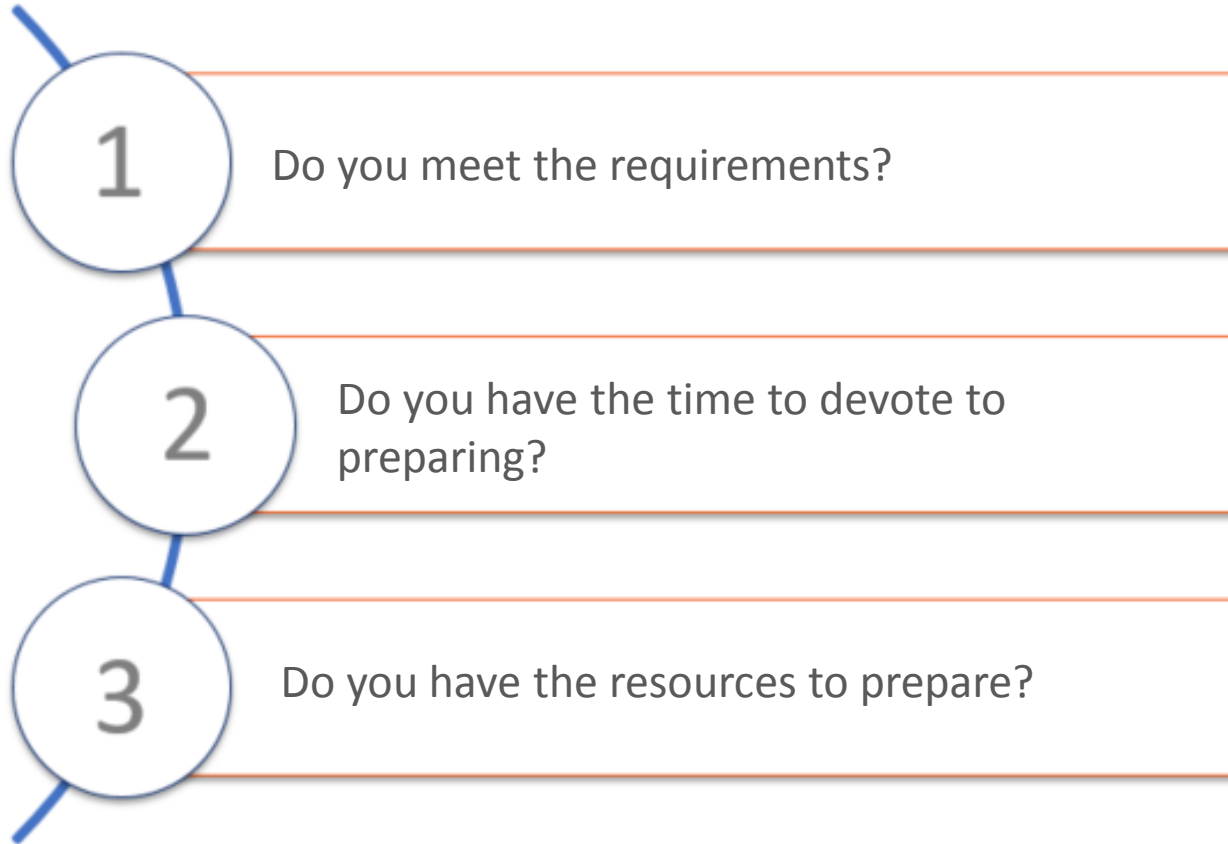 1
Do you meet the requirements?
2
Do you have the time to devote to
preparing?
3
Do you have the resources to prepare?